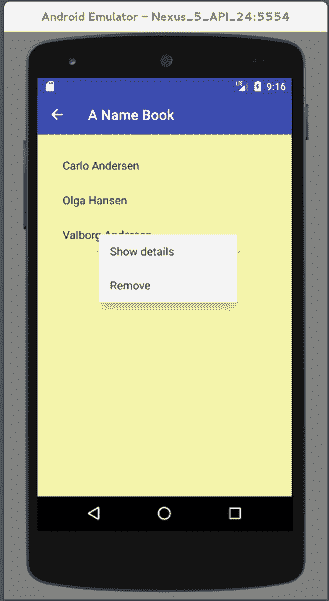 Android Emulator - Nexus_5_API_24:5554
9:16
A Name Book
Carlo Andersen
Olga Hansen
Valborg Andersen
Show details
Remove